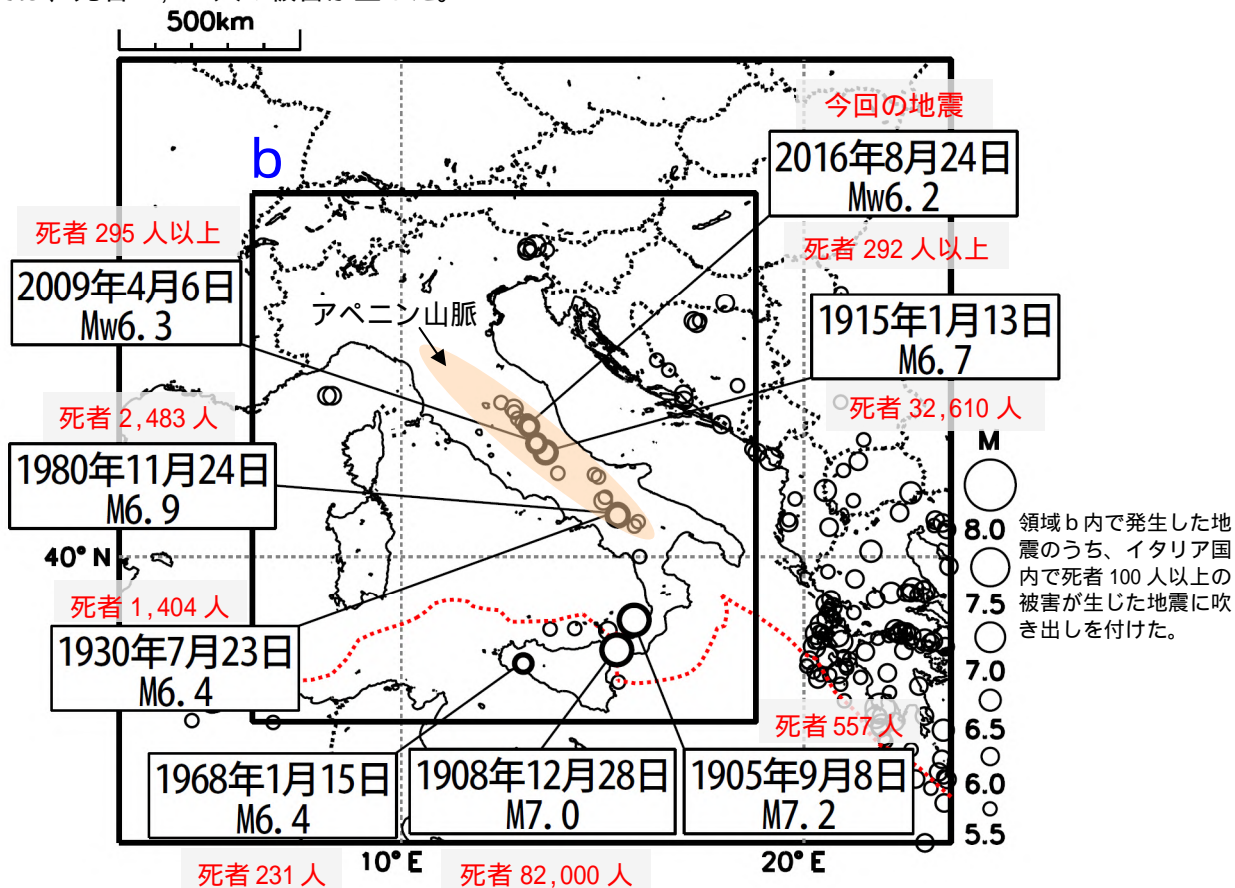 500km
今回の地震
2016年8月24日
Mw6.2
死者 292 人以上
b
死者 295 人以上
2009年4月6日
Mw6.3
アペニン山脈
1915年1月13日
M6.7
死者 32,610 人
死者 2,483 人
1980年11月24日
M6.9
40°N
死者 1,404 人
1930年7月23日
M6.4
M
8.0
7.5
7.0
6.5
6.0
5.5
領域b内で発生した地
震のうち、イタリア国
内で死者 100 人以上の
被害が生じた地震に吹
き出しを付けた。
死者 557 人
1968年1月15日
M6.4
1908年12月28日
M7.0
1905年9月8日
M7.2
10°E
20°E
死者 231 人
死者 82,000 人